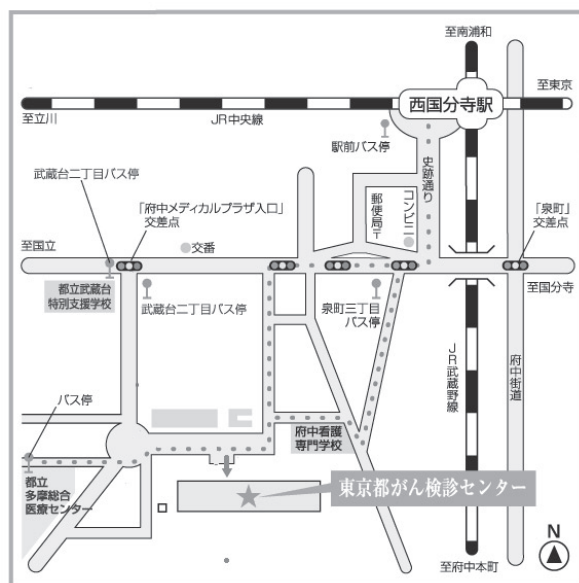 至南浦和
至東京
西国分寺駅
至立川
JR中央線
駅前バス停
史跡通り
武蔵台二丁目バス停
「府中メディカルプラザ入口」
交差点
郵便局〒
コンビニ
「泉町」
交差点
至国立
交番
至国分寺
都立武蔵台
特別支援学校
武蔵台二丁目バス停
泉町三丁目
バス停
JR武蔵野線
府中街道
バス停
府中看護
専門学校
都立
多摩総合
医療センター
東京都がん検診センター
N
至府中本町